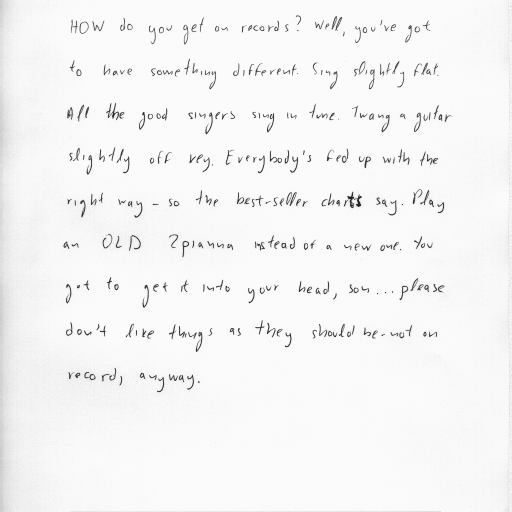 HOW do you get on records? Well, you've got
to have something different. Sing slightly flat.
All the good singers sing in tune. Twang a guitar
slightly off key. Everybody's fed up with the
right way - so the best-seller charts say. Play
an OLD pianna instead of a new one. You
got to get it into your head, son... please
don't like things as they should be - not on
record, anyway.